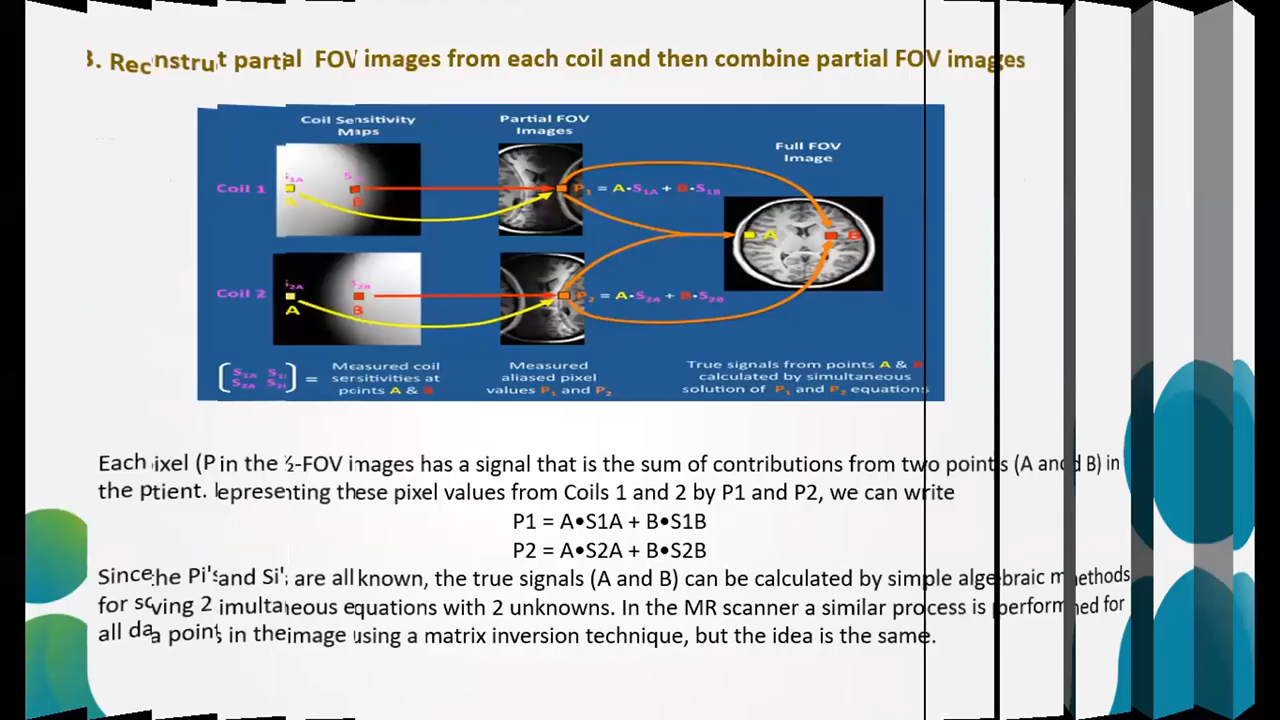 3. Reconstruct partial FOV images from each coil and then combine partial FOV images
Coil Sensitivity Maps
Partial FOV Images
Full FOV Image
Coil 1
A
B
P1 = A•S1A + B•S1B
A
B
Coil 2
S2B
A
B
P2 = A•S2A + B•S2B
=
Measured coil sensitivities at points A & B
Measured aliased pixel values P1 and P2
True signals from points A & B calculated by simultaneous solution of P1 and P2 equations
Each pixel (P in the ½-FOV images has a signal that is the sum of contributions from two points (A and B) in
the patient. Representing these pixel values from Coils 1 and 2 by P1 and P2, we can write
P1 = A•S1A + B•S1B
P2 = A•S2A + B•S2B
Since the Pi's and Si's are all known, the true signals (A and B) can be calculated by simple algebraic methods
for solving 2 simultaneous equations with 2 unknowns. In the MR scanner a similar process is performed for
all data points in the image using a matrix inversion technique, but the idea is the same.